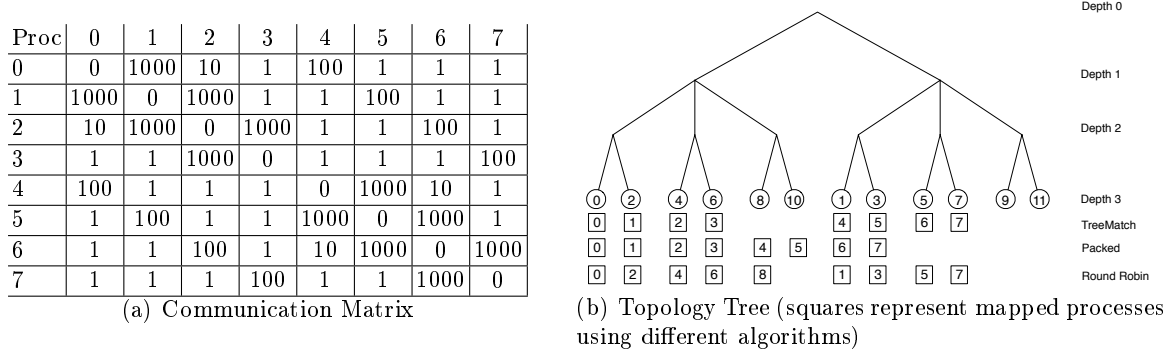 Proc 0 1 2 3 4 5 6 7
0 0 1000 10 1 100 1 1 1
1 1000 0 1000 1 1 100 1 1
2 10 1000 0 1000 1 1 100 1
3 1 1 1000 0 1 1 1 100
4 100 1 1 1 0 1000 10 1
5 1 100 1 1 1000 0 1000 1
6 1 1 100 1 10 1000 0 1000
7 1 1 1 100 1 1 1000 0
(a) Communication Matrix
Depth 0
Depth 1
Depth 2
0 2 4 6 8 10 1 3 5 7 9 11 Depth 3
0 1 2 3 4 5 6 7 TreeMatch
0 1 2 3 4 5 6 7 Packed
0 2 4 6 8 1 3 5 7 Round Robin
(b) Topology Tree (squares represent mapped processes
using different algorithms)